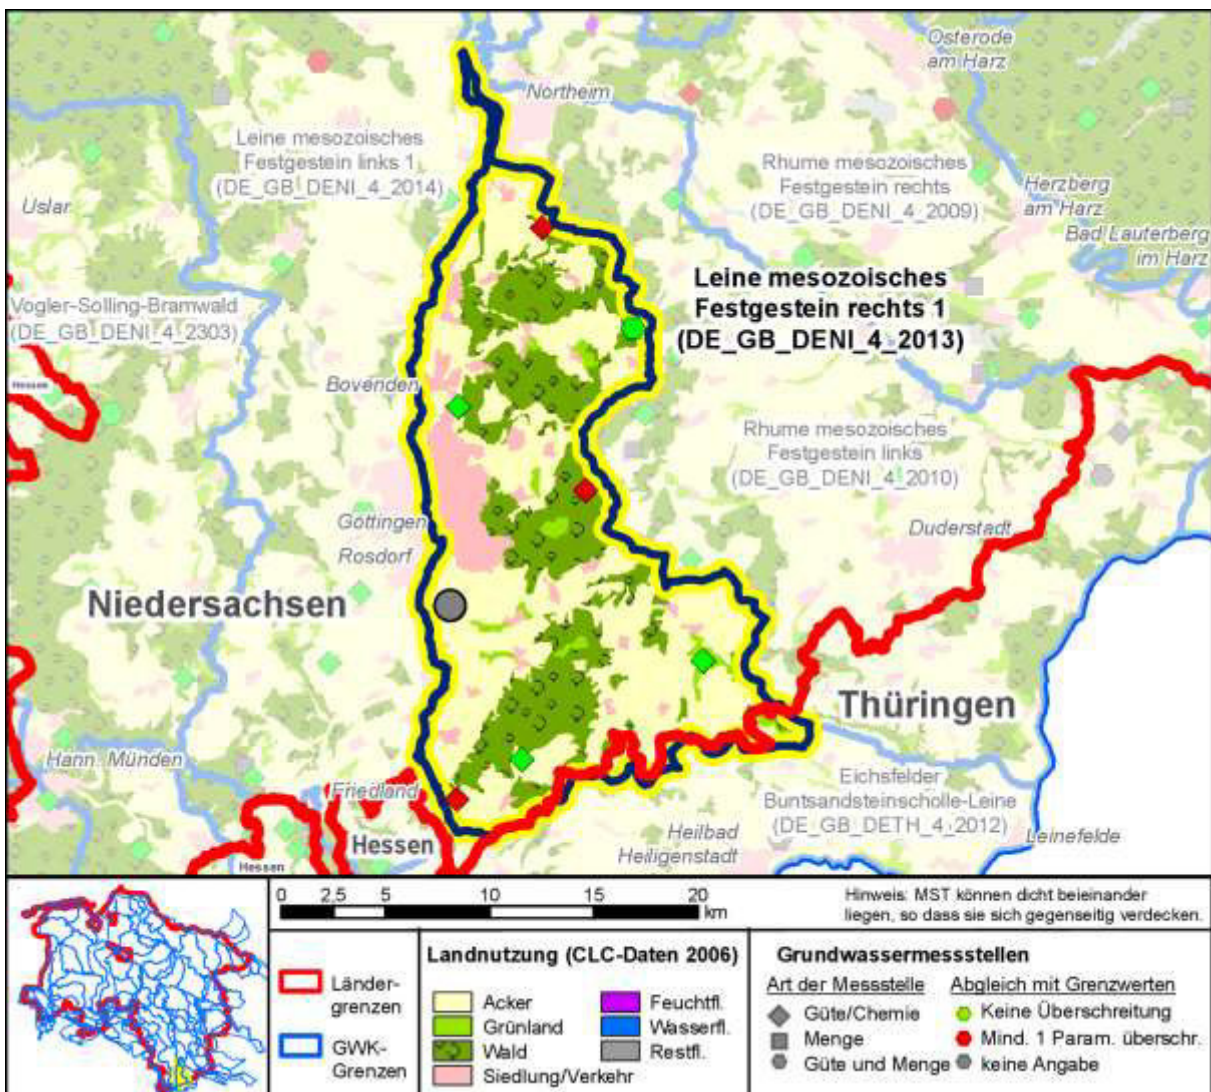 Osterode
am Harz
Northeim
Leine mesozoisches
Festgestein links 1
(DE_GB_DENI_4_2014)
Rhume mesozoisches
Festgestein rechts
(DE_GB_DENI_4_2009)
Uslar
Herzberg
am Harz
Bad Lauterberg
im Harz
Leine mesozoisches
Festgestein rechts 1
(DE_GB_DENI_4_2013)
Vogler-Solling-Bramwald
(DE_GB_DENI_4_2303)
Hessen
Bovenden
Rhume mesozoisches
Festgestein links
(DE_GB_DENI_4_2010)
Göttingen
Duderstadt
Rosdorf
Niedersachsen
Thüringen
Hann. Münden
Friedland
Eichsfelder
Buntsandsteinscholle-Leine
(DE_GB_DETH_4_2012)
Hessen
Heilbad
Heiligenstadt
Leinefelde
Hessen
0 2,5 5 10 15 20
km
Hinweis: MST können dicht beieinander
liegen, so dass sie sich gegenseitig verdecken.
Länder-
grenzen
GWK-
Grenzen
Landnutzung (CLC-Daten 2006)
Acker
Grünland
Wald
Siedlung/Verkehr
Feuchtfl.
Wasserfl.
Restfl.
Grundwassermessstellen
Art der Messstelle
Güte/Chemie
Menge
Güte und Menge
Abgleich mit Grenzwerten
Keine Überschreitung
Mind. 1 Param. überschr.
keine Angabe